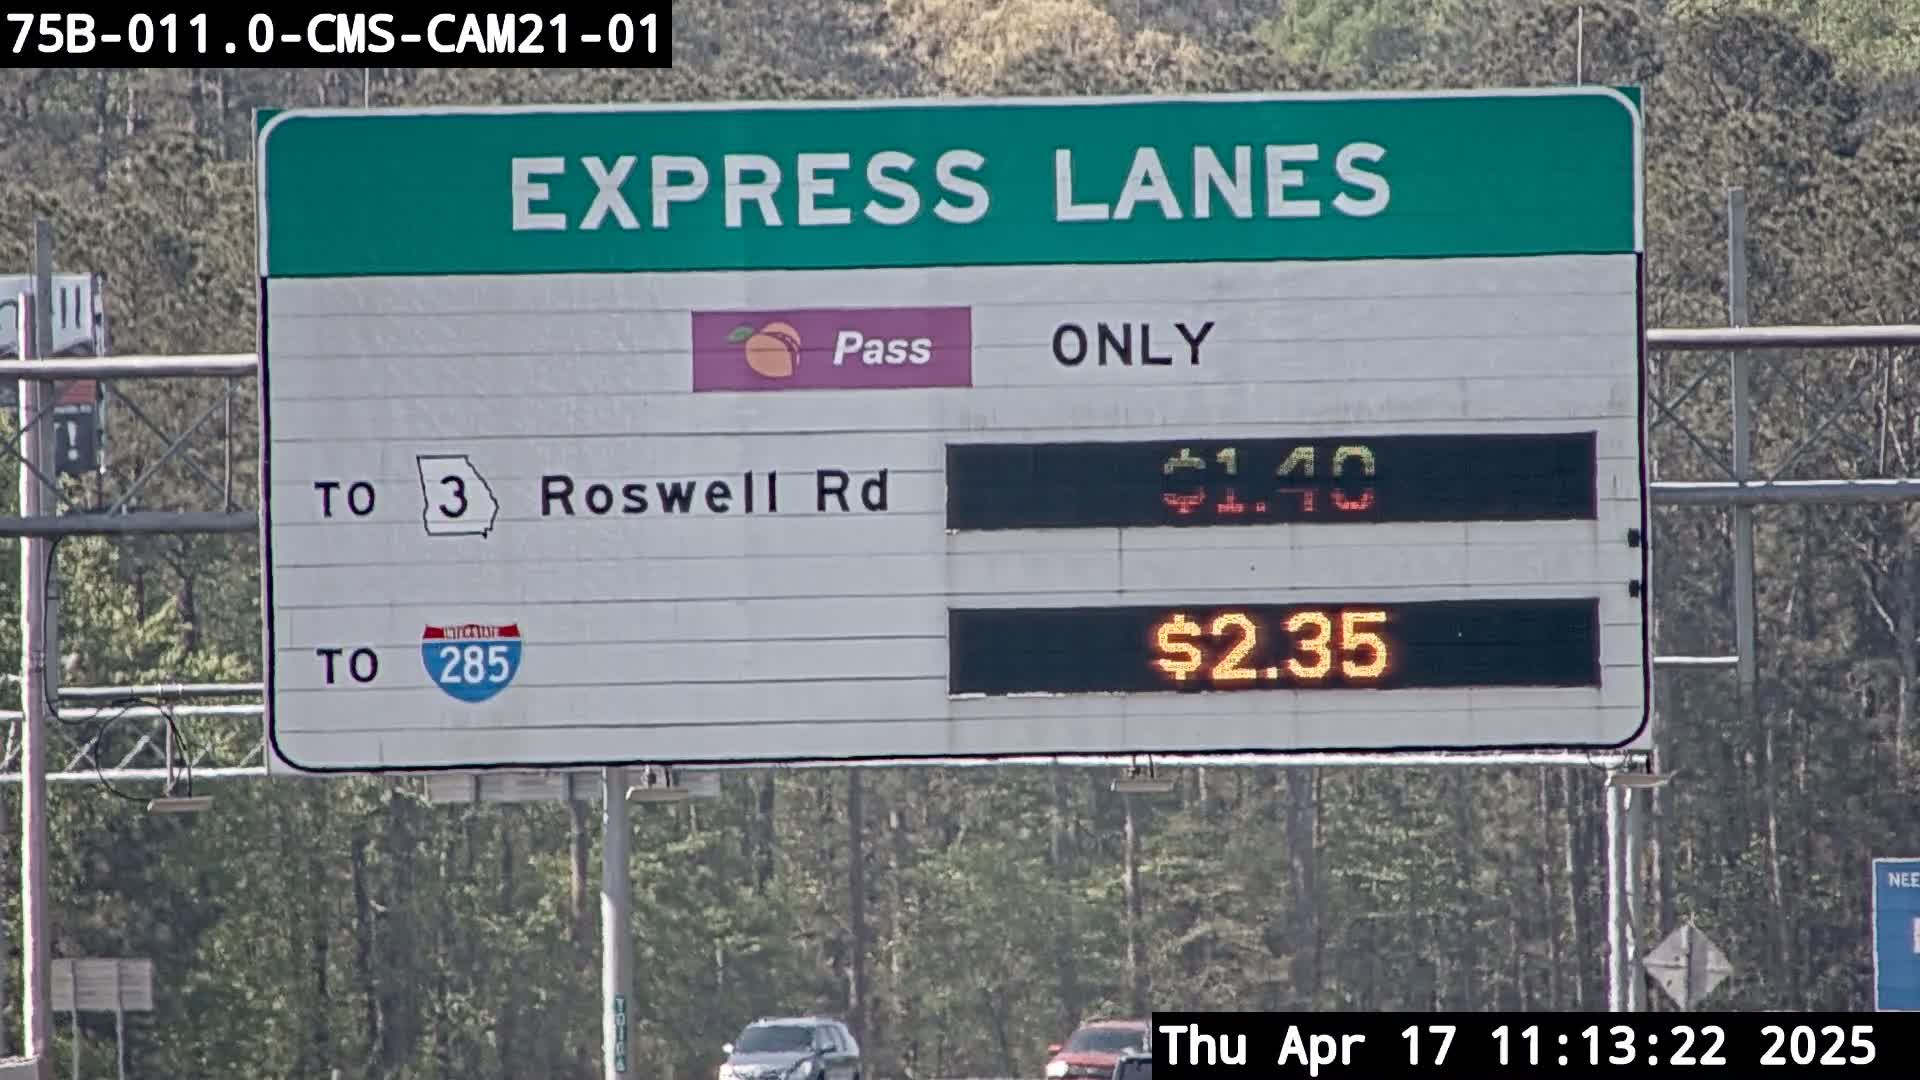 75B-011.0-CMS-CAM21-01
EXPRESS LANES
Pass ONLY
TO 3 Roswell Rd $1.40
TO INTERSTATE 285 $2.35
NEE
Thu Apr 17 11:13:22 2025